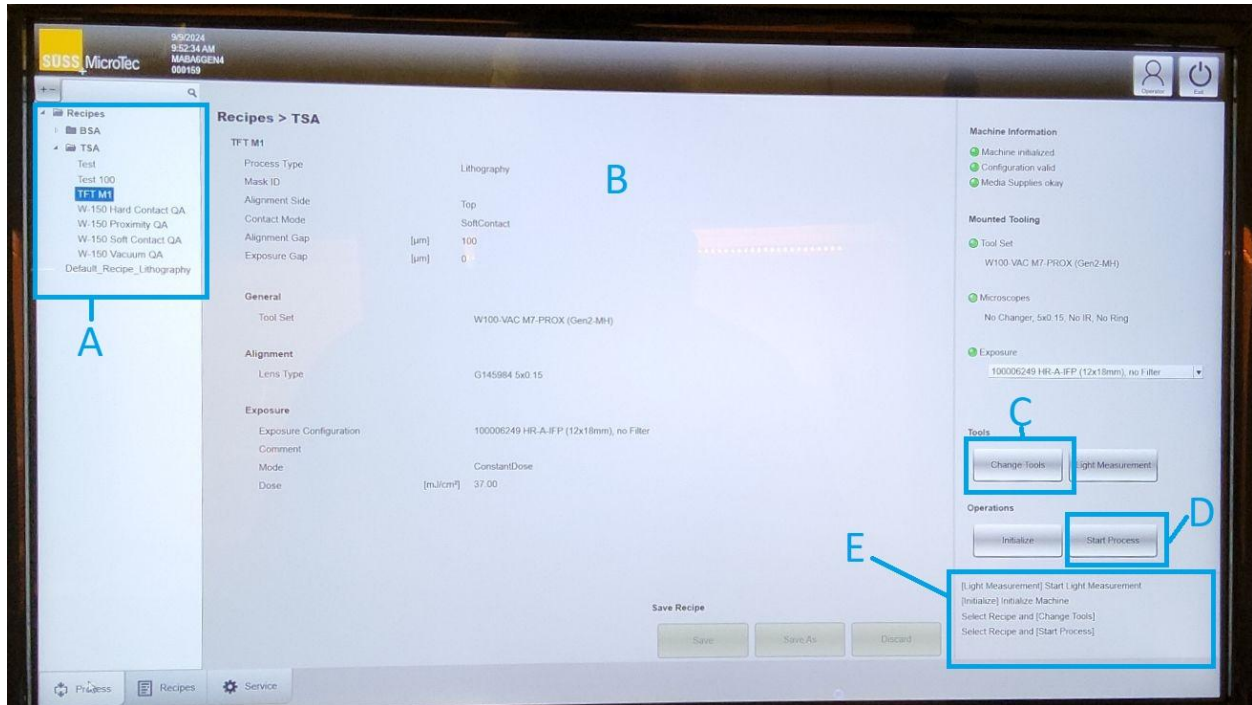 SUSS MicroTec
9/9/2024
9:52:34 AM
MABA6GEN4
000159
Operator
Exit
+-
Recipes
BSA
TSA
Test
Test 100
TFT M1
W-150 Hard Contact QA
W-150 Proximity QA
W-150 Soft Contact QA
W-150 Vacuum QA
Default_Recipe_Lithography
A
Recipes > TSA
TFT M1
Process Type Lithography
B
Mask ID
Alignment Side Top
Contact Mode SoftContact
Alignment Gap [µm] 100
Exposure Gap [µm] 0
General
Tool Set W100-VAC M7-PROX (Gen2-MH)
Alignment
Lens Type G145984 5x0.15
Exposure
Exposure Configuration 100006249 HR-A-IFP (12x18mm), no Filter
Comment
Mode ConstantDose
Dose [mJ/cm²] 37.00
Save Recipe
Save Save As Discard
Machine Information
Machine initialized
Configuration valid
Media Supplies okay
Mounted Tooling
Tool Set
W100-VAC M7-PROX (Gen2-MH)
Microscopes
No Changer, 5x0.15, No IR, No Ring
Exposure
100006249 HR-A-IFP (12x18mm), no Filter
C
Tools
Change Tools Light Measurement
Operations
D
Initialize Start Process
E
[Light Measurement] Start Light Measurement
[Initialize] Initialize Machine
Select Recipe and [Change Tools]
Select Recipe and [Start Process]
Process Recipes Service